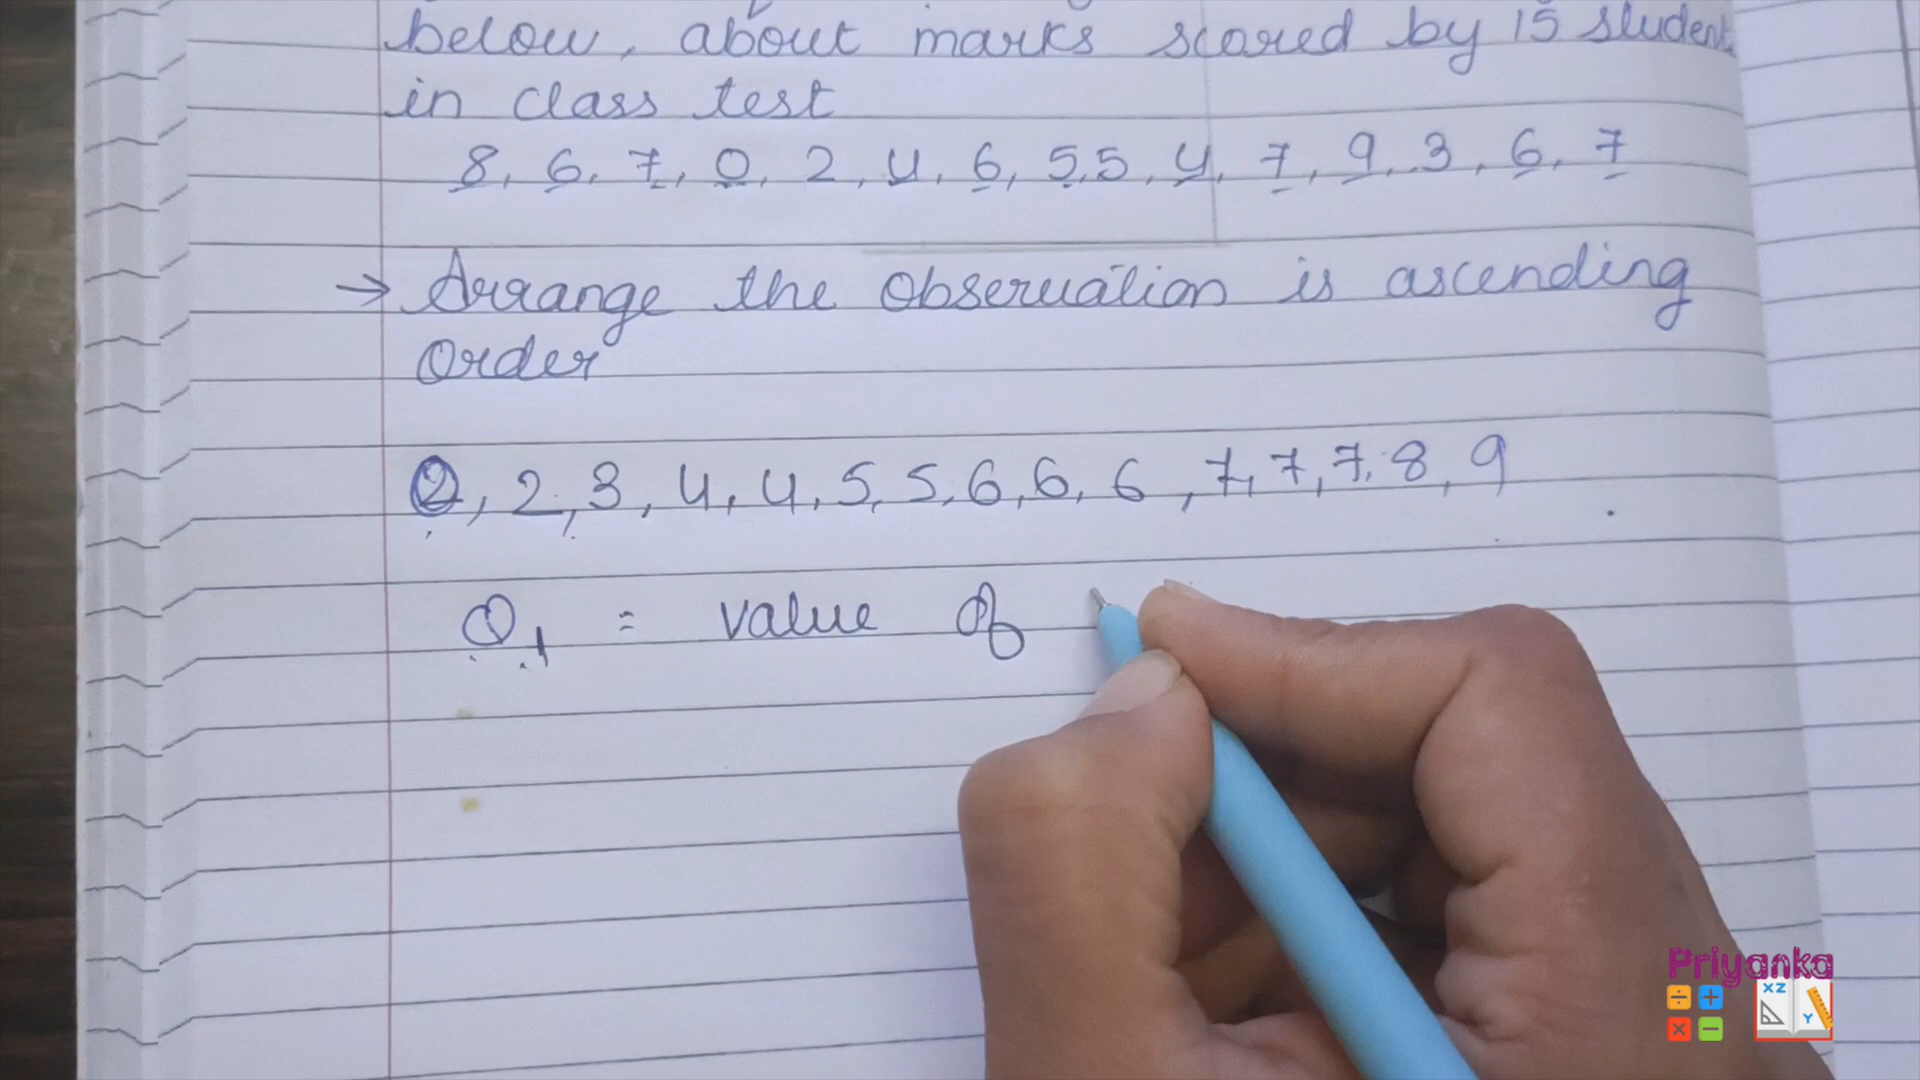 below, about marks scored by 15 student
in class test
8, 6, 7, 0, 2, 4, 6, 5, 5, 4, 7, 9, 3, 6, 7
→ Arrange the observation is ascending
order
0, 2, 3, 4, 4, 5, 5, 6, 6, 6, 7, 7, 7, 8, 9
Q1 = value of
Priyanka
XZ
Y